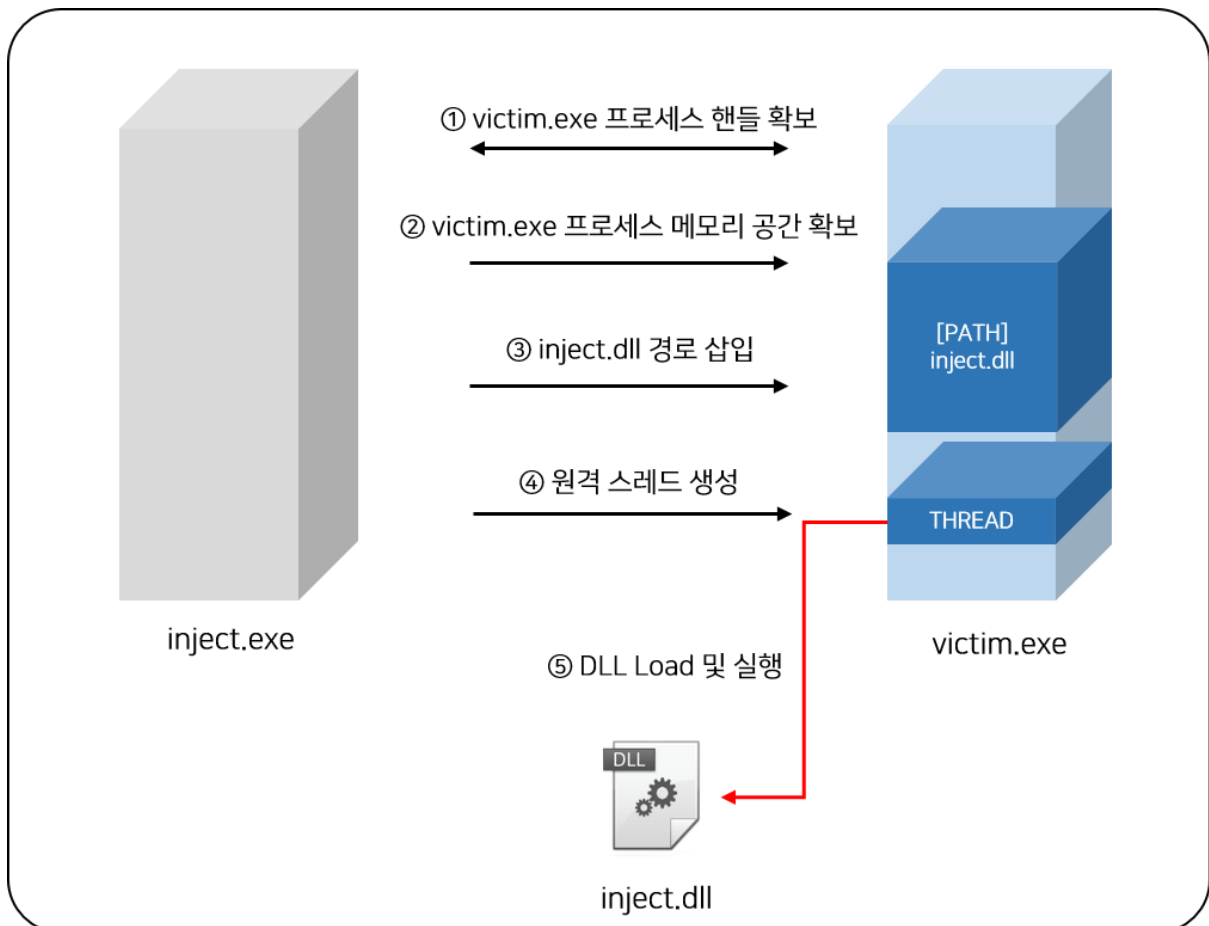 ① victim.exe 프로세스 핸들 확보
② victim.exe 프로세스 메모리 공간 확보
③ inject.dll 경로 삽입
[PATH]
inject.dll
④ 원격 스레드 생성
THREAD
inject.exe
victim.exe
⑤ DLL Load 및 실행
DLL
inject.dll